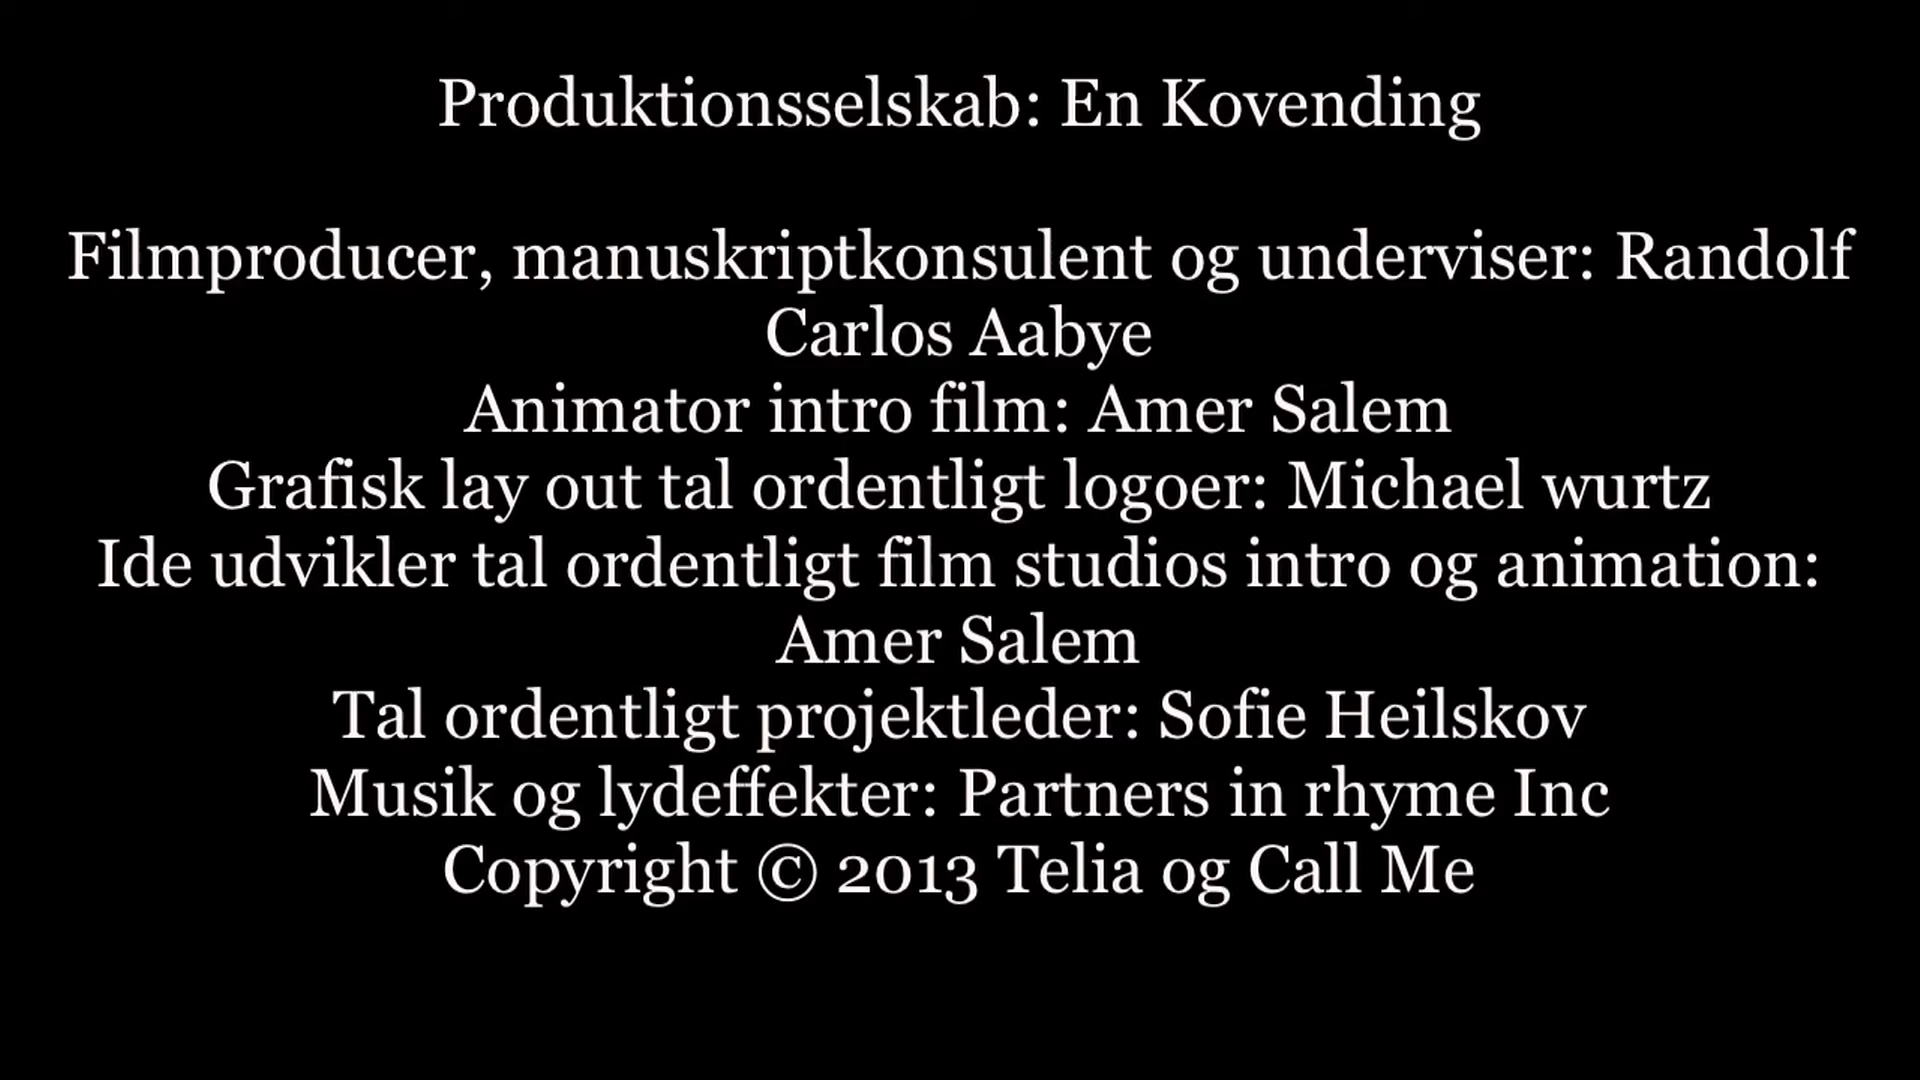 Produktionsselskab: En Kovending
Filmproducer, manuskriptkonsulent og underviser: Randolf
Carlos Aabye
Animator intro film: Amer Salem
Grafisk lay out tal ordentligt logoer: Michael wurtz
Ide udvikler tal ordentligt film studios intro og animation:
Amer Salem
Tal ordentligt projektleder: Sofie Heilskov
Musik og lydeffekter: Partners in rhyme Inc
Copyright © 2013 Telia og Call Me